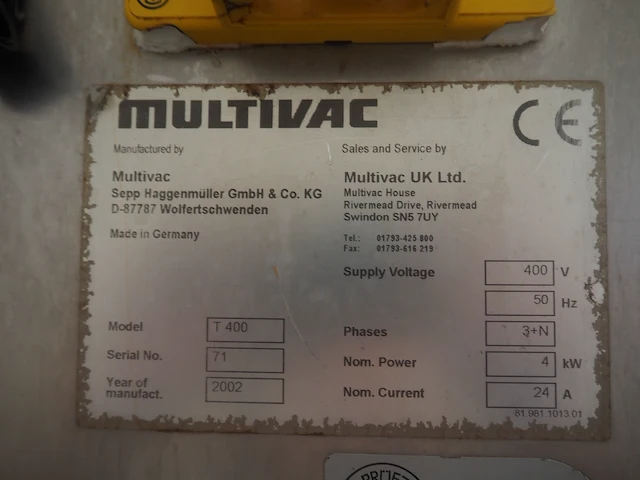 MULTIVAC
CE
Manufactured by
Multivac
Sepp Haggenmüller GmbH & Co. KG
D-87787 Wolfertschwenden
Made in Germany
Sales and Service by
Multivac UK Ltd.
Multivac House
Rivermead Drive, Rivermead
Swindon SN5 7UY
Tel.: 01793-425 800
Fax: 01793-616 219
Supply Voltage 400 V
50 Hz
Model T 400
Serial No. 71
Year of
manufact. 2002
Phases 3+N
Nom. Power 4 kW
Nom. Current 24 A
81.981.1013.01